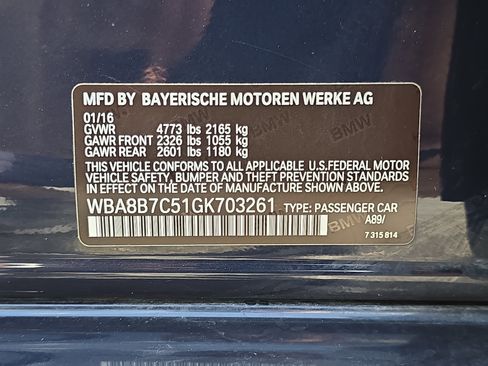 MFD BY BAYERISCHE MOTOREN WERKE AG
01/16
GVWR 4773 lbs 2165 kg
GAWR FRONT 2326 lbs 1055 kg
GAWR REAR 2601 lbs 1180 kg
THIS VEHICLE CONFORMS TO ALL APPLICABLE U.S.FEDERAL MOTOR
VEHICLE SAFETY, BUMPER AND THEFT PREVENTION STANDARDS
IN EFFECT ON THE DATE OF MANUFACTURE SHOWN ABOVE.
WBA8B7C51GK703261 TYPE: PASSENGER CAR
A89/
7 315 814
BMW
BMW
BMW